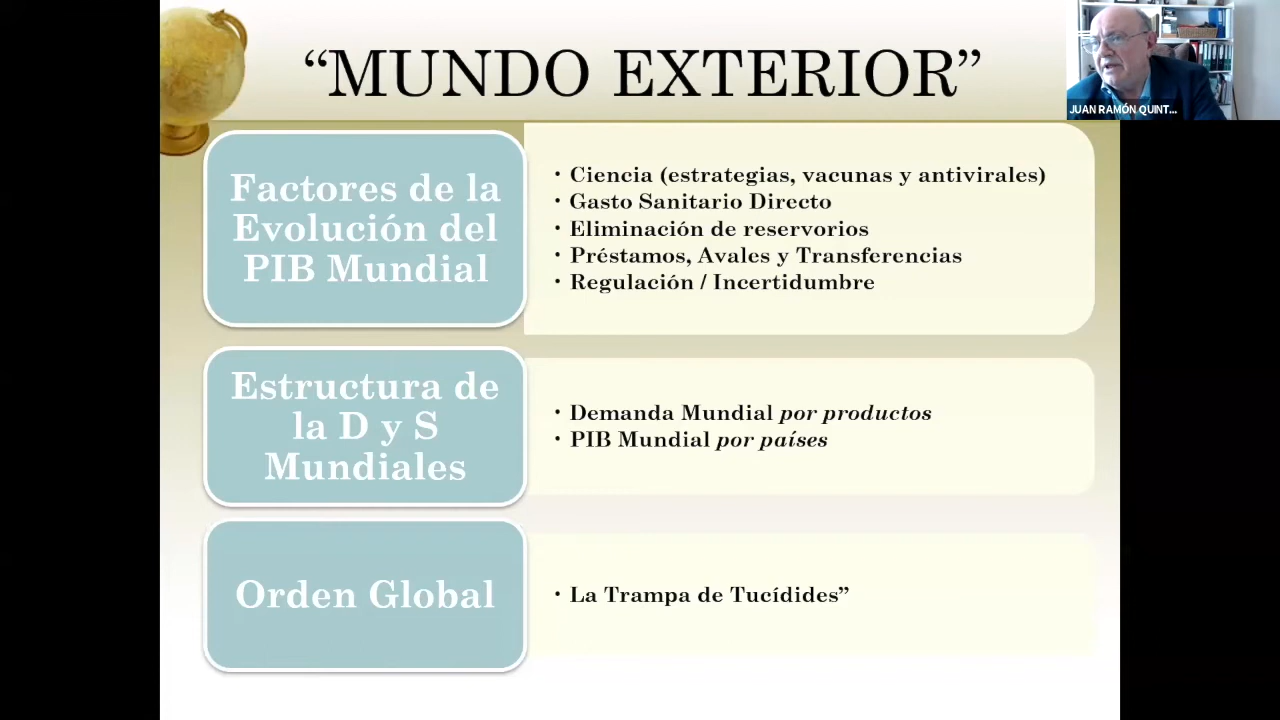 “MUNDO EXTERIOR”
JUAN RAMÓN QUINT...
Factores de la
Evolución del
PIB Mundial
• Ciencia (estrategias, vacunas y antivirales)
• Gasto Sanitario Directo
• Eliminación de reservorios
• Préstamos, Avales y Transferencias
• Regulación / Incertidumbre
Estructura de
la D y S
Mundiales
• Demanda Mundial por productos
• PIB Mundial por países
Orden Global
• La Trampa de Tucídides”